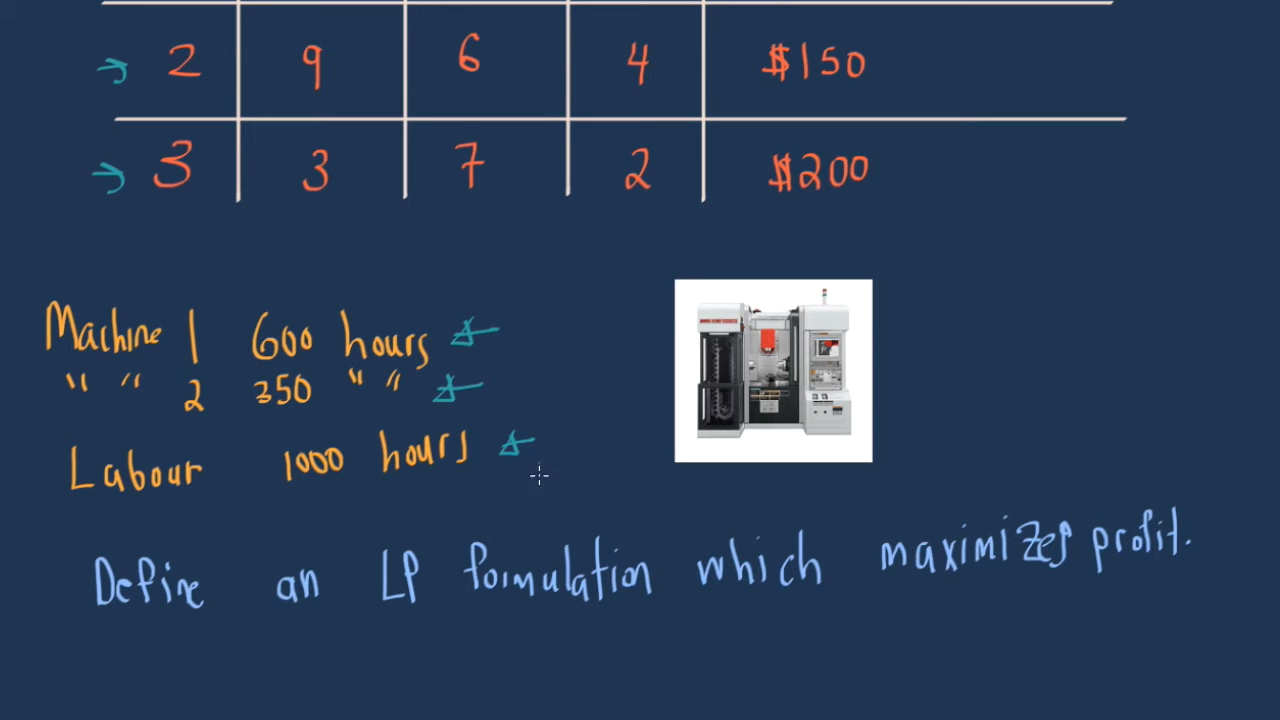 2 9 6 4 $150
3 3 7 2 $200
Machine 1 600 hours
" " " " 2 350 " "
Labour 1000 hours
Define an LP formulation which maximizes profit.